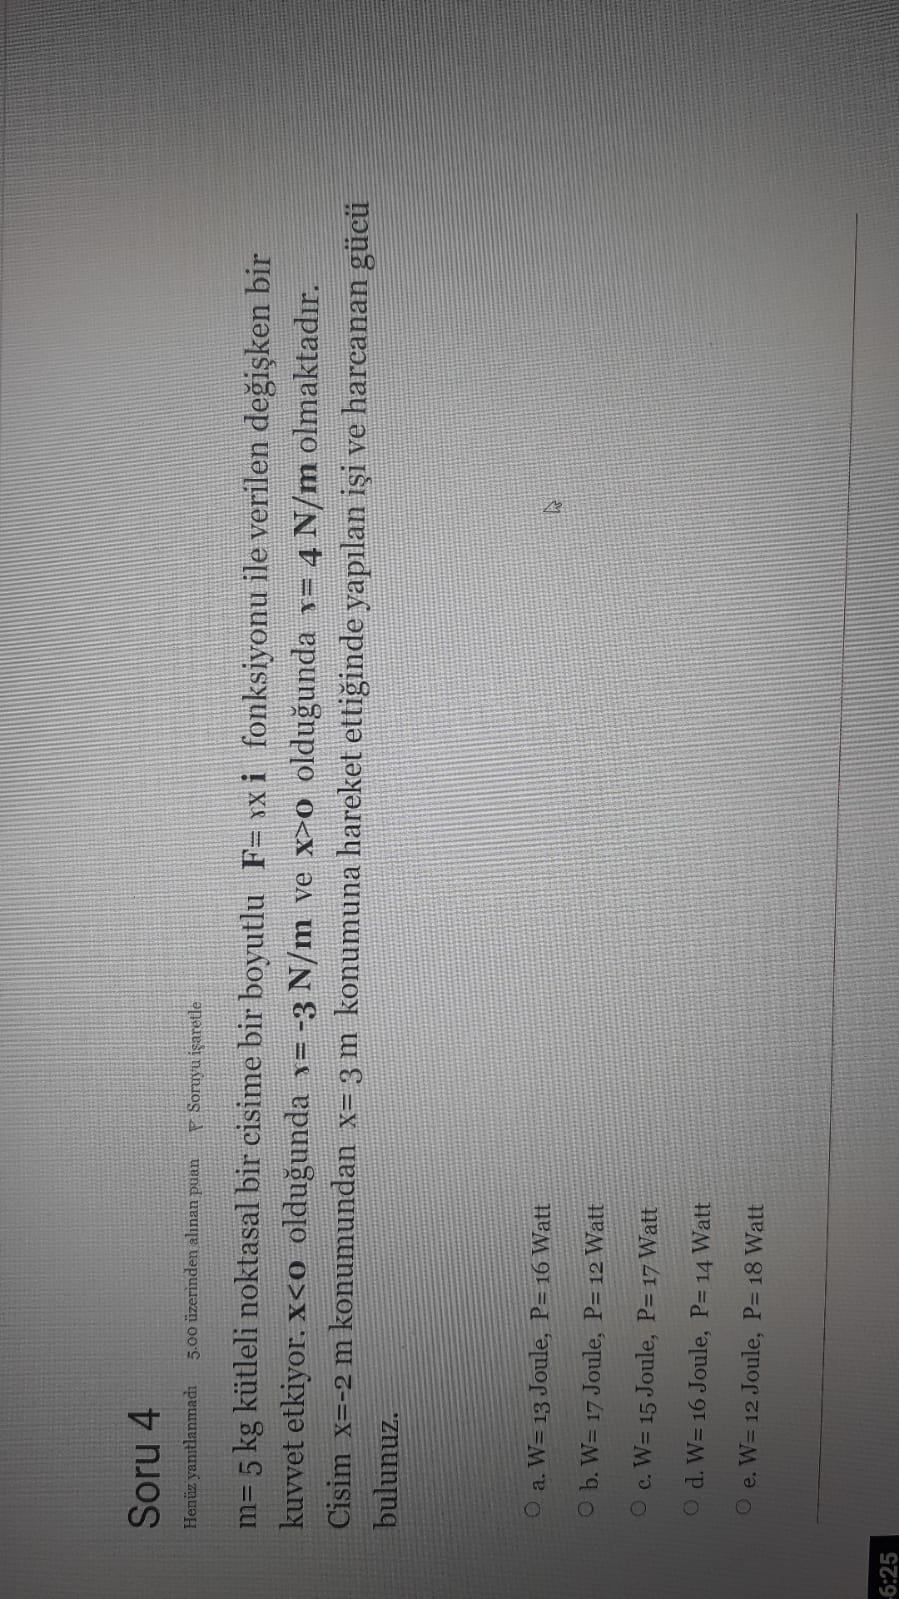 Soru 4
Henüz yanıtlanmadı 5.00 üzerinden alınan puan Soruyu işaretle
m= 5 kg kütleli noktasal bir cisime bir boyutlu F= γx i fonksiyonu ile verilen değişken bir
kuvvet etkiyor. x<0 olduğunda γ= -3 N/m ve x>0 olduğunda γ= 4 N/m olmaktadır.
Cisim x=-2 m konumundan x= 3 m konumuna hareket ettiğinde yapılan işi ve harcanan gücü
bulunuz.
a. W= 13 Joule, P= 16 Watt
b. W= 17 Joule, P= 12 Watt
c. W= 15 Joule, P= 17 Watt
d. W= 16 Joule, P= 14 Watt
e. W= 12 Joule, P= 18 Watt
6:25